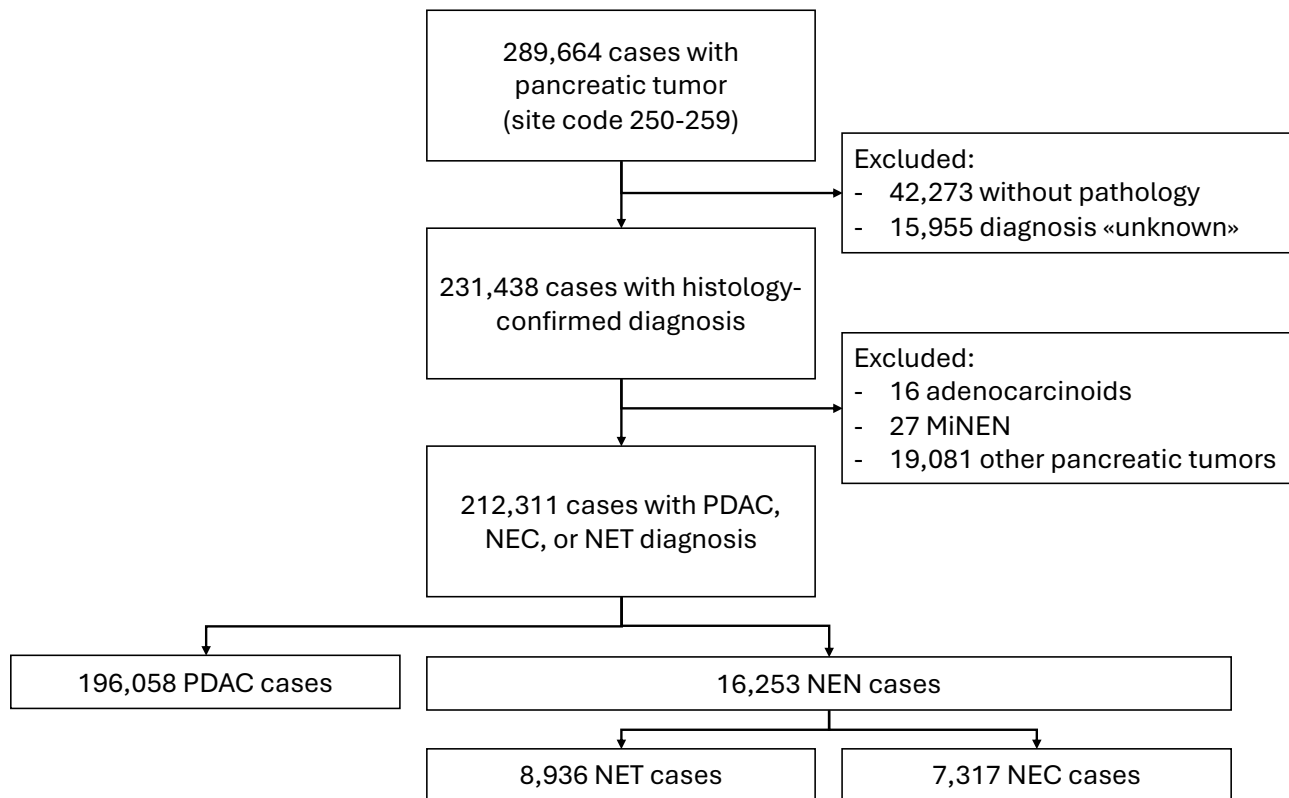 289,664 cases with
pancreatic tumor
(site code 250-259)
Excluded:
- 42,273 without pathology
- 15,955 diagnosis «unknown»
231,438 cases with histology-
confirmed diagnosis
Excluded:
- 16 adenocarcinoids
- 27 MiNEN
- 19,081 other pancreatic tumors
212,311 cases with PDAC,
NEC, or NET diagnosis
196,058 PDAC cases
16,253 NEN cases
8,936 NET cases
7,317 NEC cases